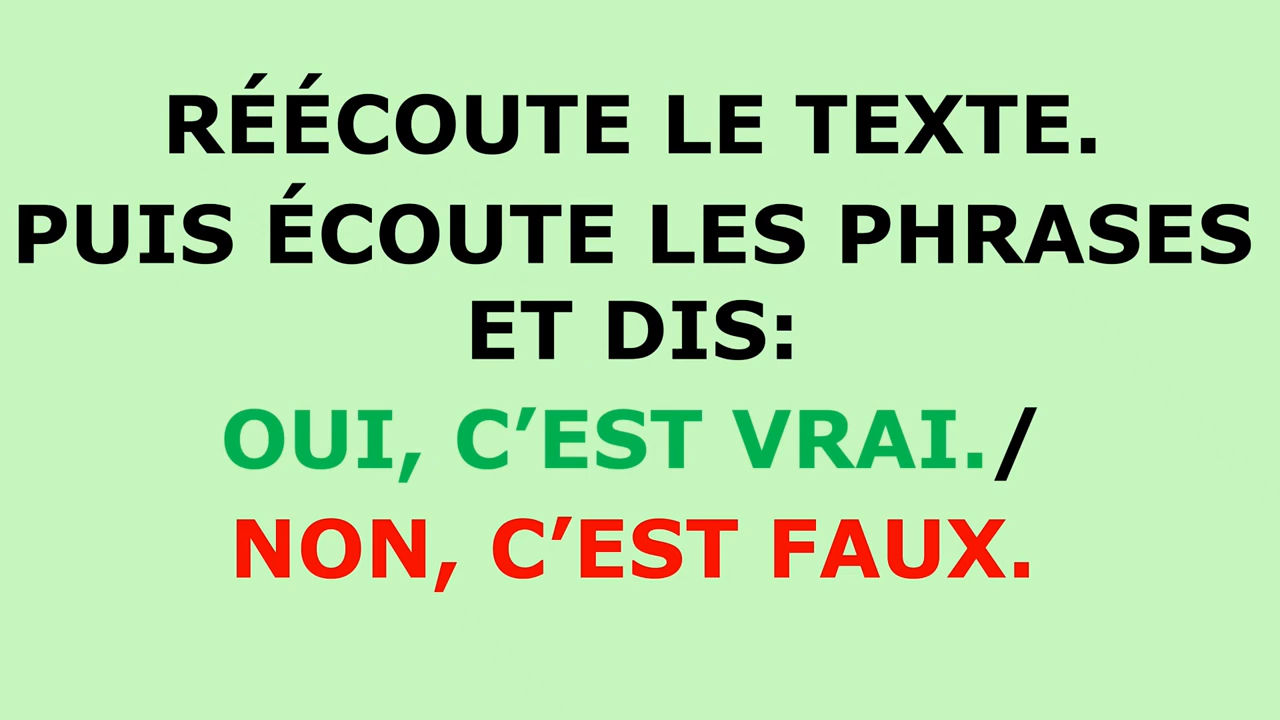 RÉÉCOUTE LE TEXTE.
PUIS ÉCOUTE LES PHRASES
ET DIS:
OUI, C’EST VRAI./
NON, C’EST FAUX.